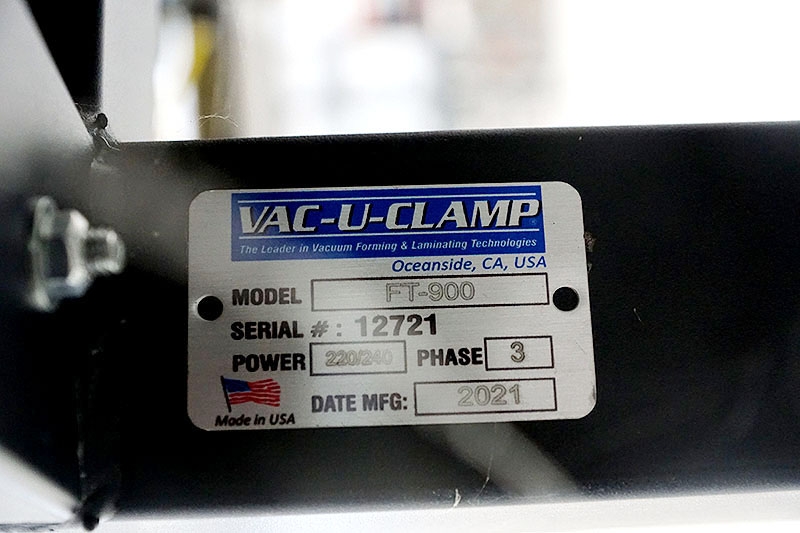 VAC-U-CLAMP
The Leader in Vacuum Forming & Laminating Technologies
Oceanside, CA, USA
MODEL FT-900
SERIAL #: 12721
POWER 220/240 PHASE 3
DATE MFG: 2021
Made in USA